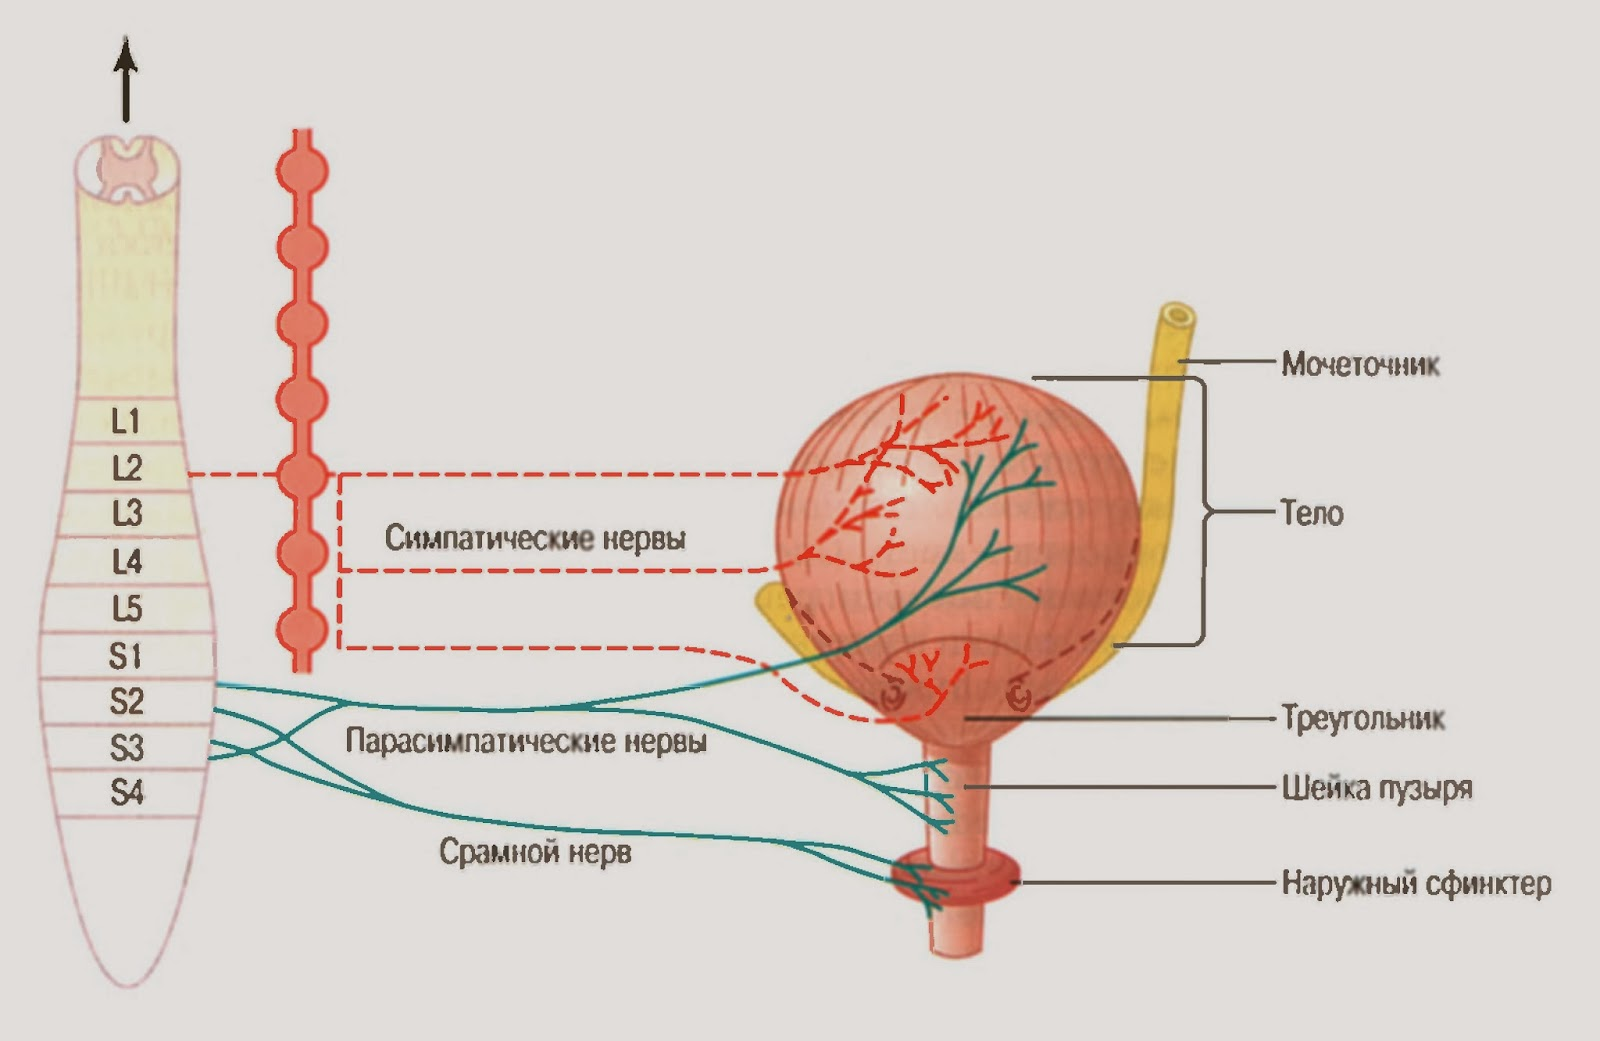 L1
L2
L3
L4
L5
S1
S2
S3
S4
Симпатические нервы
Парасимпатические нервы
Срамной нерв
Мочеточник
Тело
Треугольник
Шейка пузыря
Наружный сфинктер